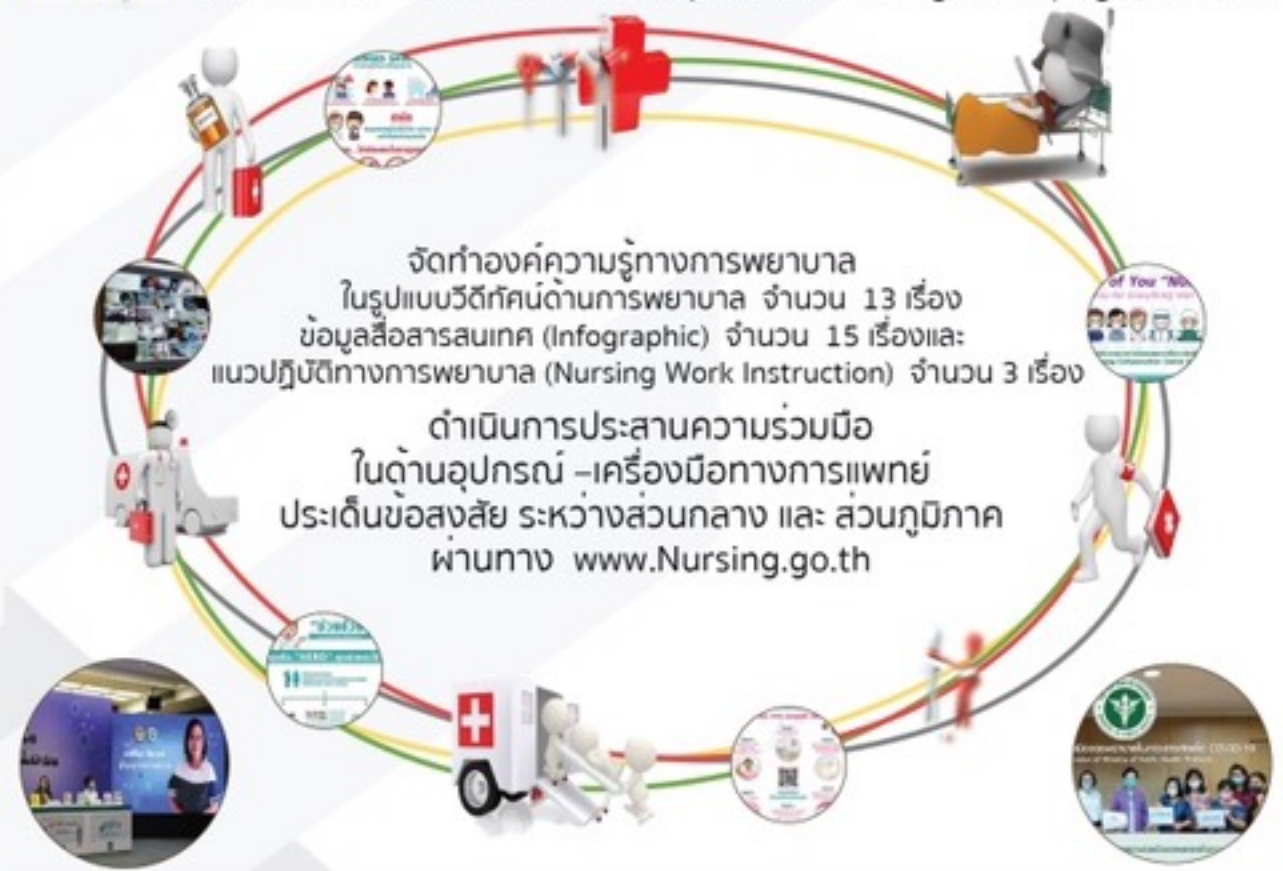 จัดทำองค์ความรู้ทางการพยาบาล
ในรูปแบบวีดีทัศน์ด้านการพยาบาล จำนวน 13 เรื่อง
ข้อมูลสื่อสารสนเทศ (Infographic) จำนวน 15 เรื่องและ
แนวปฏิบัติทางการพยาบาล (Nursing Work Instruction) จำนวน 3 เรื่อง
ดำเนินการประสานความร่วมมือ
ในด้านอุปกรณ์ –เครื่องมือทางการแพทย์
ประเด็นข้อสงสัย ระหว่างส่วนกลาง และ ส่วนภูมิภาค
ผ่านทาง www.Nursing.go.th
of You "NU
"HERO"
COVID-19